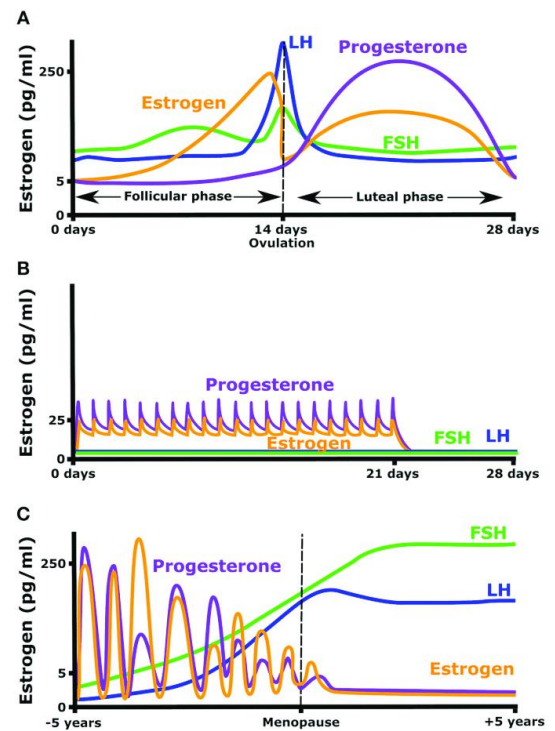 A
LH
Progesterone
250
Estrogen
FSH
Estrogen (pg/ml)
5
Follicular phase
Luteal phase
0
0 days
14 days
28 days
Ovulation
B
Estrogen (pg/ml)
Progesterone
25
Estrogen
FSH
LH
0
0 days
21 days
28 days
C
Estrogen (pg/ml)
FSH
250
Progesterone
LH
Estrogen
5
0
-5 years
Menopause
+5 years